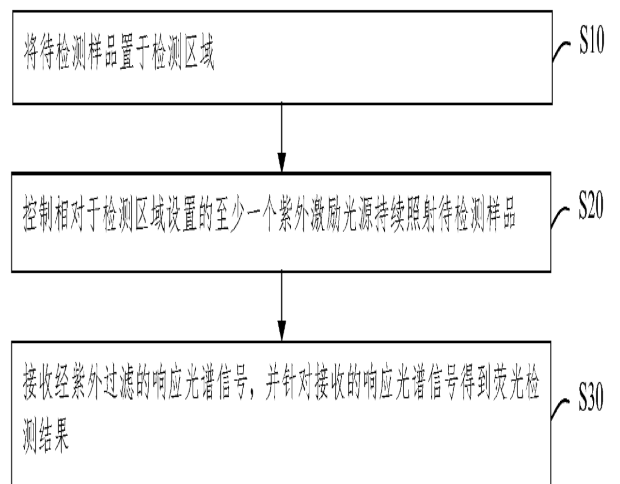 将待检测样品置于检测区域
S10
控制相对于检测区域设置的至少一个紫外激励光源持续照射待检测样品
S20
接收经紫外过滤的响应光谱信号，并针对接收的响应光谱信号得到荧光检
测结果
S30